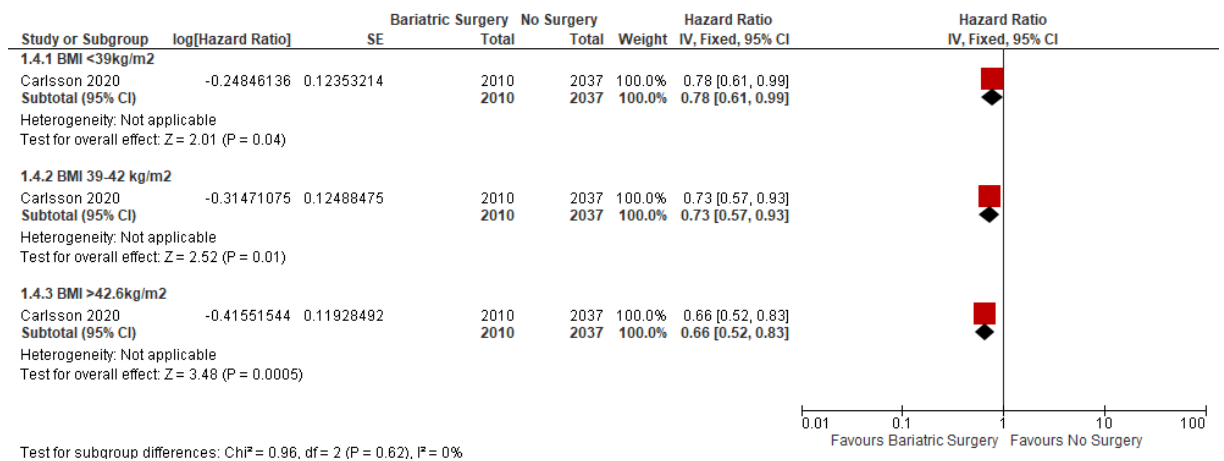 Bariatric Surgery No Surgery Hazard Ratio Hazard Ratio
Study or Subgroup log[Hazard Ratio] SE Total Total Weight IV, Fixed, 95% CI IV, Fixed, 95% CI
1.4.1 BMI <39kg/m2
Carlsson 2020 -0.24846136 0.12353214 2010 2037 100.0% 0.78 [0.61, 0.99]
Subtotal (95% CI) 2010 2037 100.0% 0.78 [0.61, 0.99]
Heterogeneity: Not applicable
Test for overall effect: Z = 2.01 (P = 0.04)
1.4.2 BMI 39-42 kg/m2
Carlsson 2020 -0.31471075 0.12488475 2010 2037 100.0% 0.73 [0.57, 0.93]
Subtotal (95% CI) 2010 2037 100.0% 0.73 [0.57, 0.93]
Heterogeneity: Not applicable
Test for overall effect: Z = 2.52 (P = 0.01)
1.4.3 BMI >42.6kg/m2
Carlsson 2020 -0.41551544 0.11928492 2010 2037 100.0% 0.66 [0.52, 0.83]
Subtotal (95% CI) 2010 2037 100.0% 0.66 [0.52, 0.83]
Heterogeneity: Not applicable
Test for overall effect: Z = 3.48 (P = 0.0005)
0.01 0.1 1 10 100
Favours Bariatric Surgery Favours No Surgery
Test for subgroup differences: Chi² = 0.96, df = 2 (P = 0.62), I² = 0%